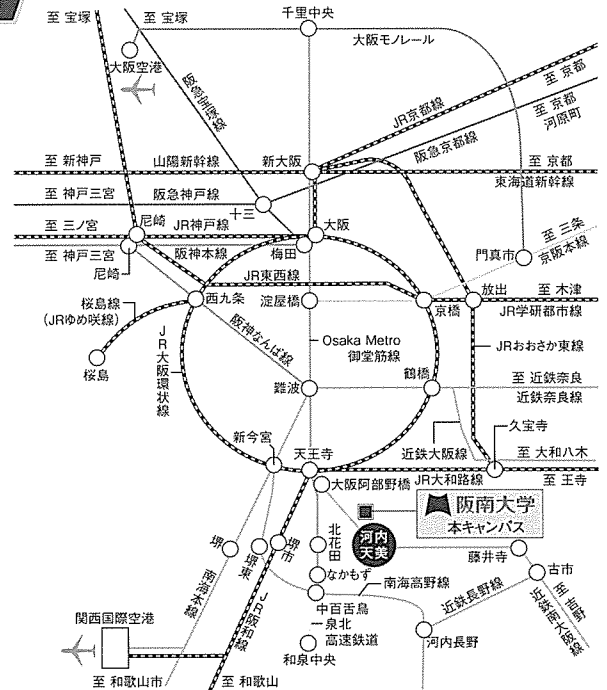 至 宝塚
至 宝塚
千里中央
大阪モノレール
大阪空港
阪急宝塚線
JR京都線
至 京都
阪急京都線
至 京都
河原町
至 新神戸
山陽新幹線
新大阪
至 京都
東海道新幹線
至 神戸三宮
阪急神戸線
十三
至 三ノ宮
尼崎
JR神戸線
大阪
至 神戸三宮
尼崎
阪神本線
梅田
門真市
至 三条
京阪本線
JR東西線
桜島線
(JRゆめ咲線)
西九条
淀屋橋
京橋
放出
至 木津
JR学研都市線
桜島
JR大阪環状線
阪神なんば線
Osaka Metro
御堂筋線
JRおおさか東線
鶴橋
難波
至 近鉄奈良
近鉄奈良線
久宝寺
新今宮
天王寺
近鉄大阪線
至 大和八木
JR大和路線
至 王寺
大阪阿部野橋
阪南大学
本キャンパス
河内
天美
北花田
堺
堺東
堺市
藤井寺
古市
なかもず
南海高野線
南海本線
JR阪和線
中百舌鳥
泉北
高速鉄道
近鉄長野線
至 吉野
近鉄南大阪線
関西国際空港
和泉中央
河内長野
至 和歌山市
至 和歌山